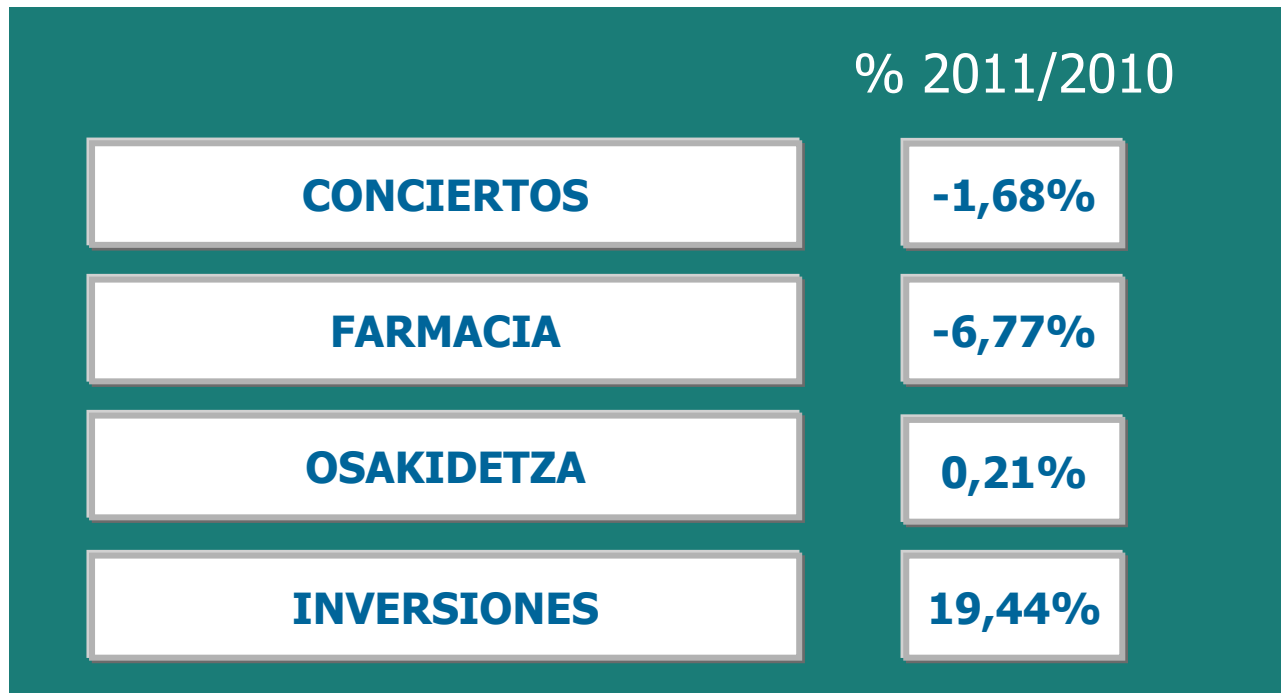 % 2011/2010
CONCIERTOS -1,68%
FARMACIA -6,77%
OSAKIDETZA 0,21%
INVERSIONES 19,44%